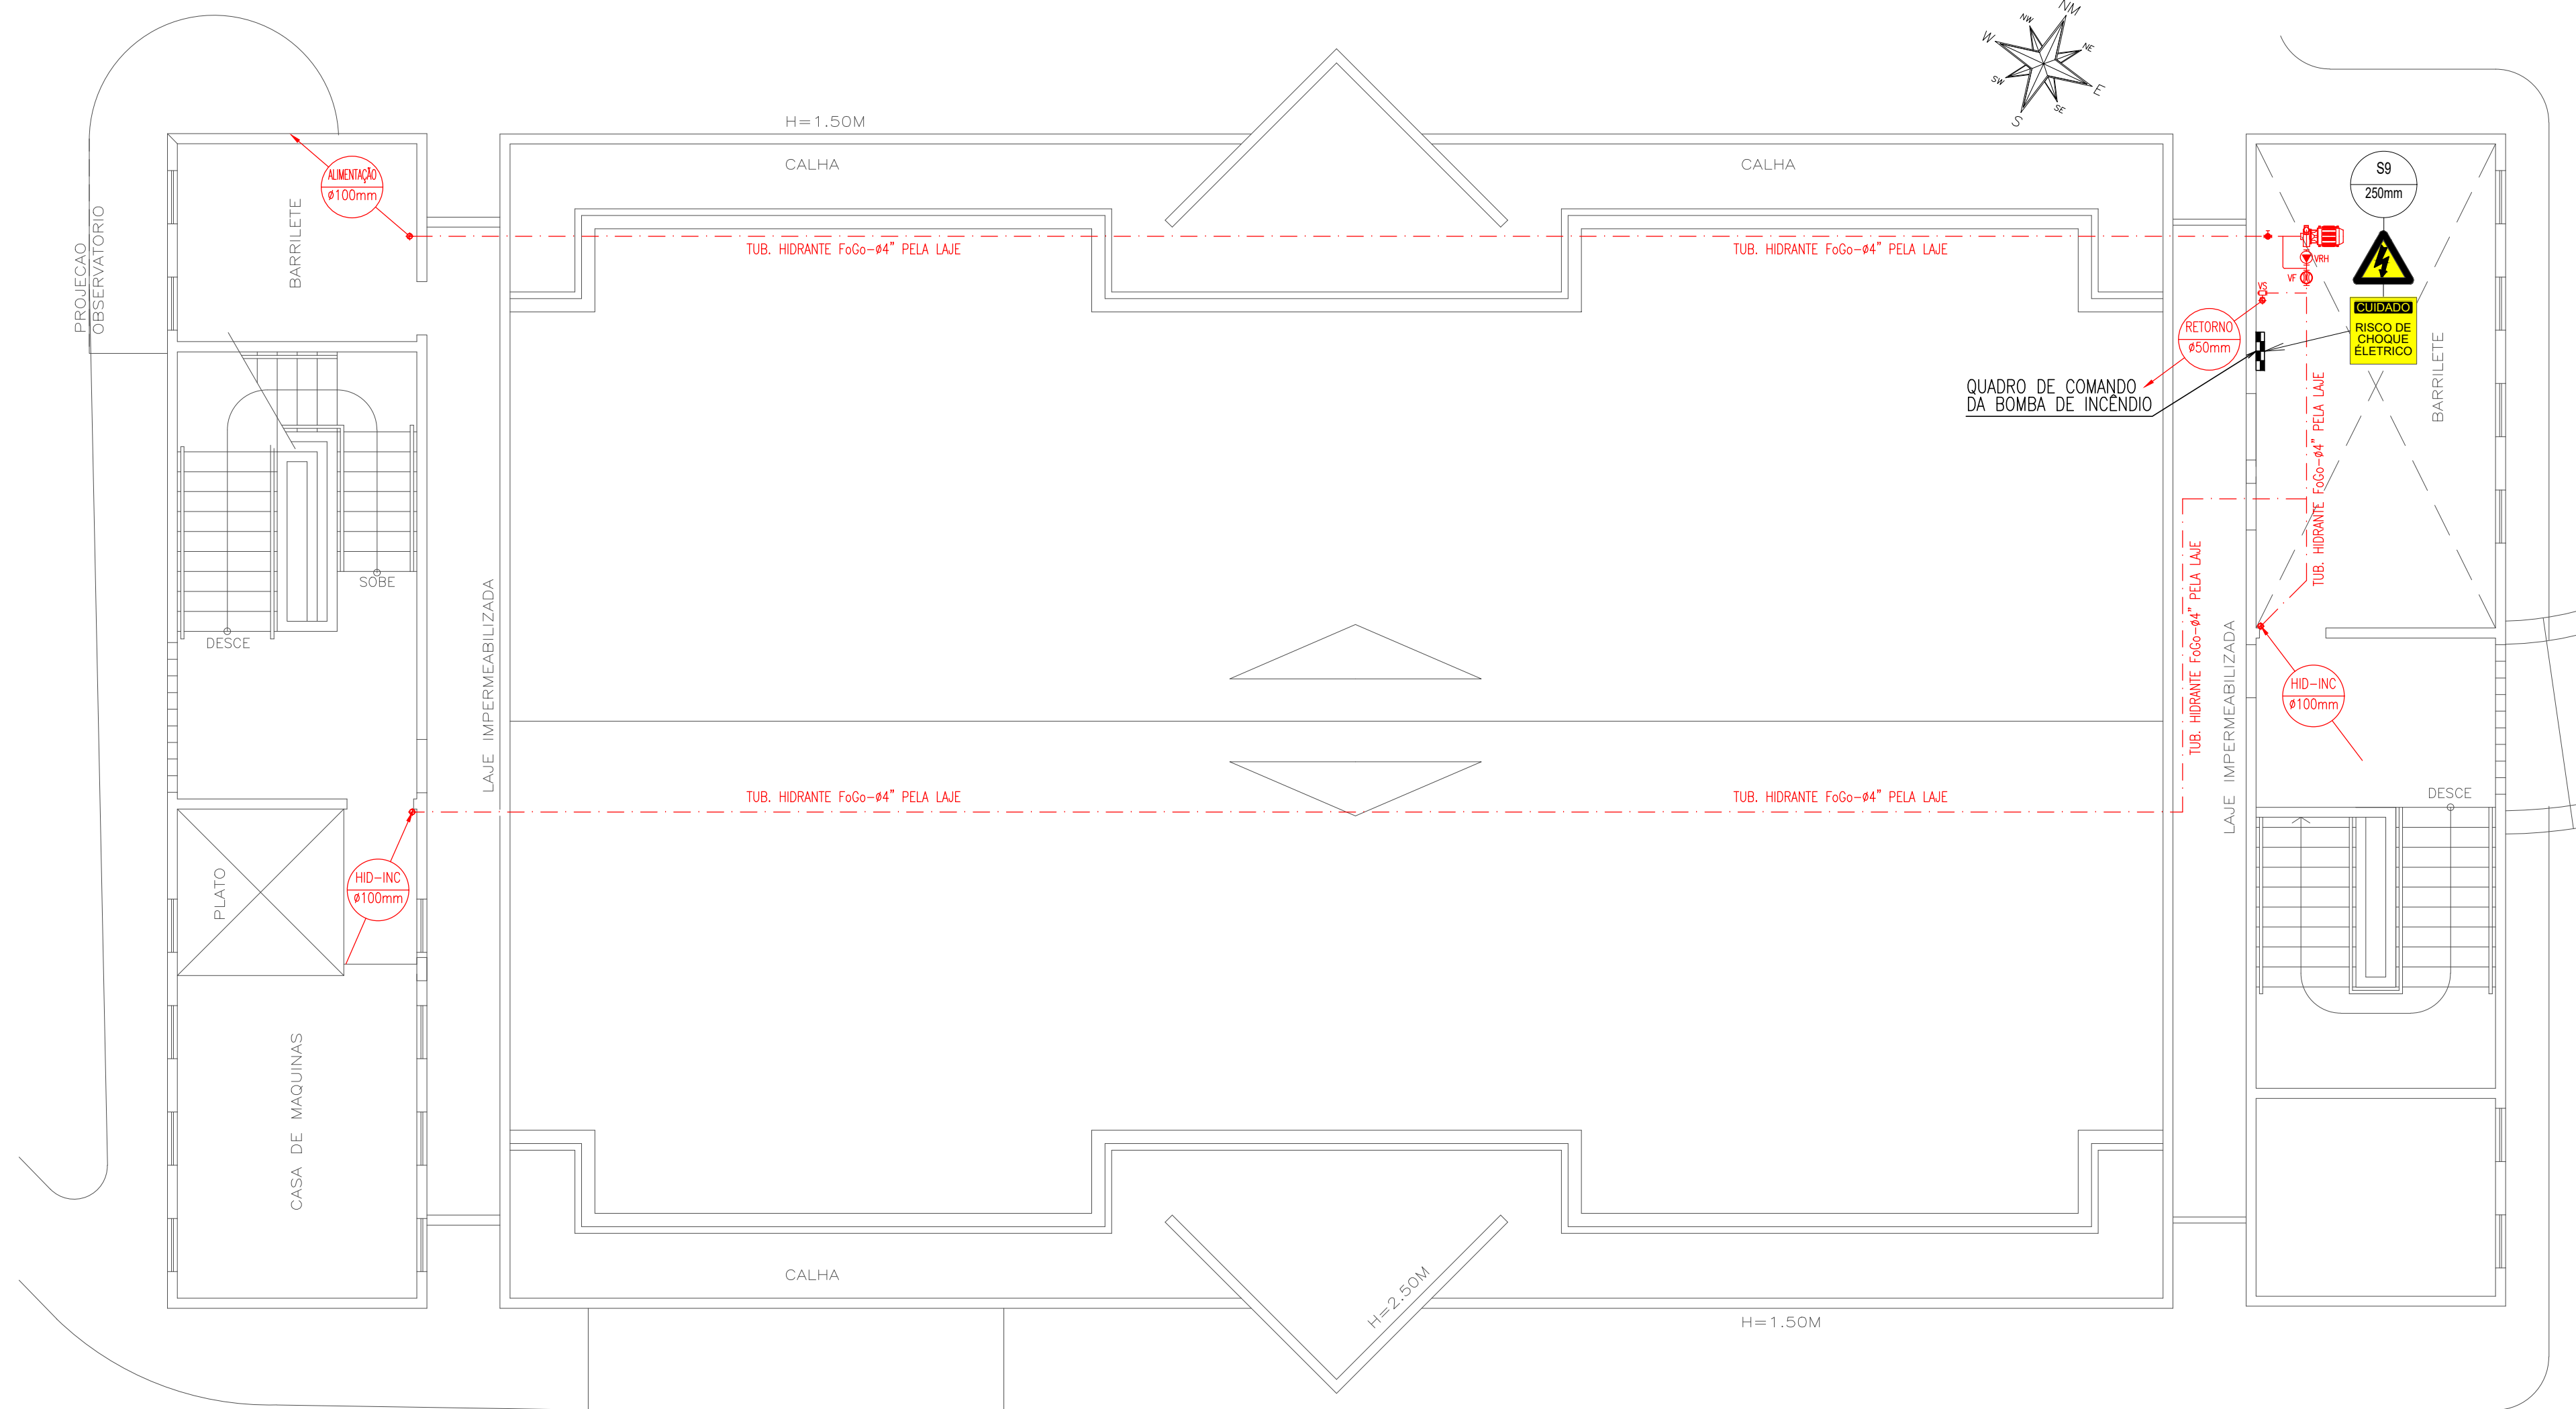 NM
NW
NE
W
E
SW
SE
S
H=1.50M
CALHA
CALHA
PROJECAO
OBSERVATORIO
ALIMENTAÇÃO
ø100mm
BARRILETE
TUB. HIDRANTE FoGo-ø4" PELA LAJE
TUB. HIDRANTE FoGo-ø4" PELA LAJE
S9
250mm
VRH
VF
VS
CUIDADO
RISCO DE
CHOQUE
ÉLETRICO
RETORNO
ø50mm
QUADRO DE COMANDO
DA BOMBA DE INCÊNDIO
BARRILETE
TUB. HIDRANTE FoGo-ø4" PELA LAJE
SOBE
DESCE
LAJE IMPERMEABILIZADA
TUB. HIDRANTE FoGo-ø4" PELA LAJE
LAJE IMPERMEABILIZADA
HID-INC
ø100mm
DESCE
TUB. HIDRANTE FoGo-ø4" PELA LAJE
TUB. HIDRANTE FoGo-ø4" PELA LAJE
PLATO
HID-INC
ø100mm
CASA DE MAQUINAS
CALHA
H=2.50M
H=1.50M